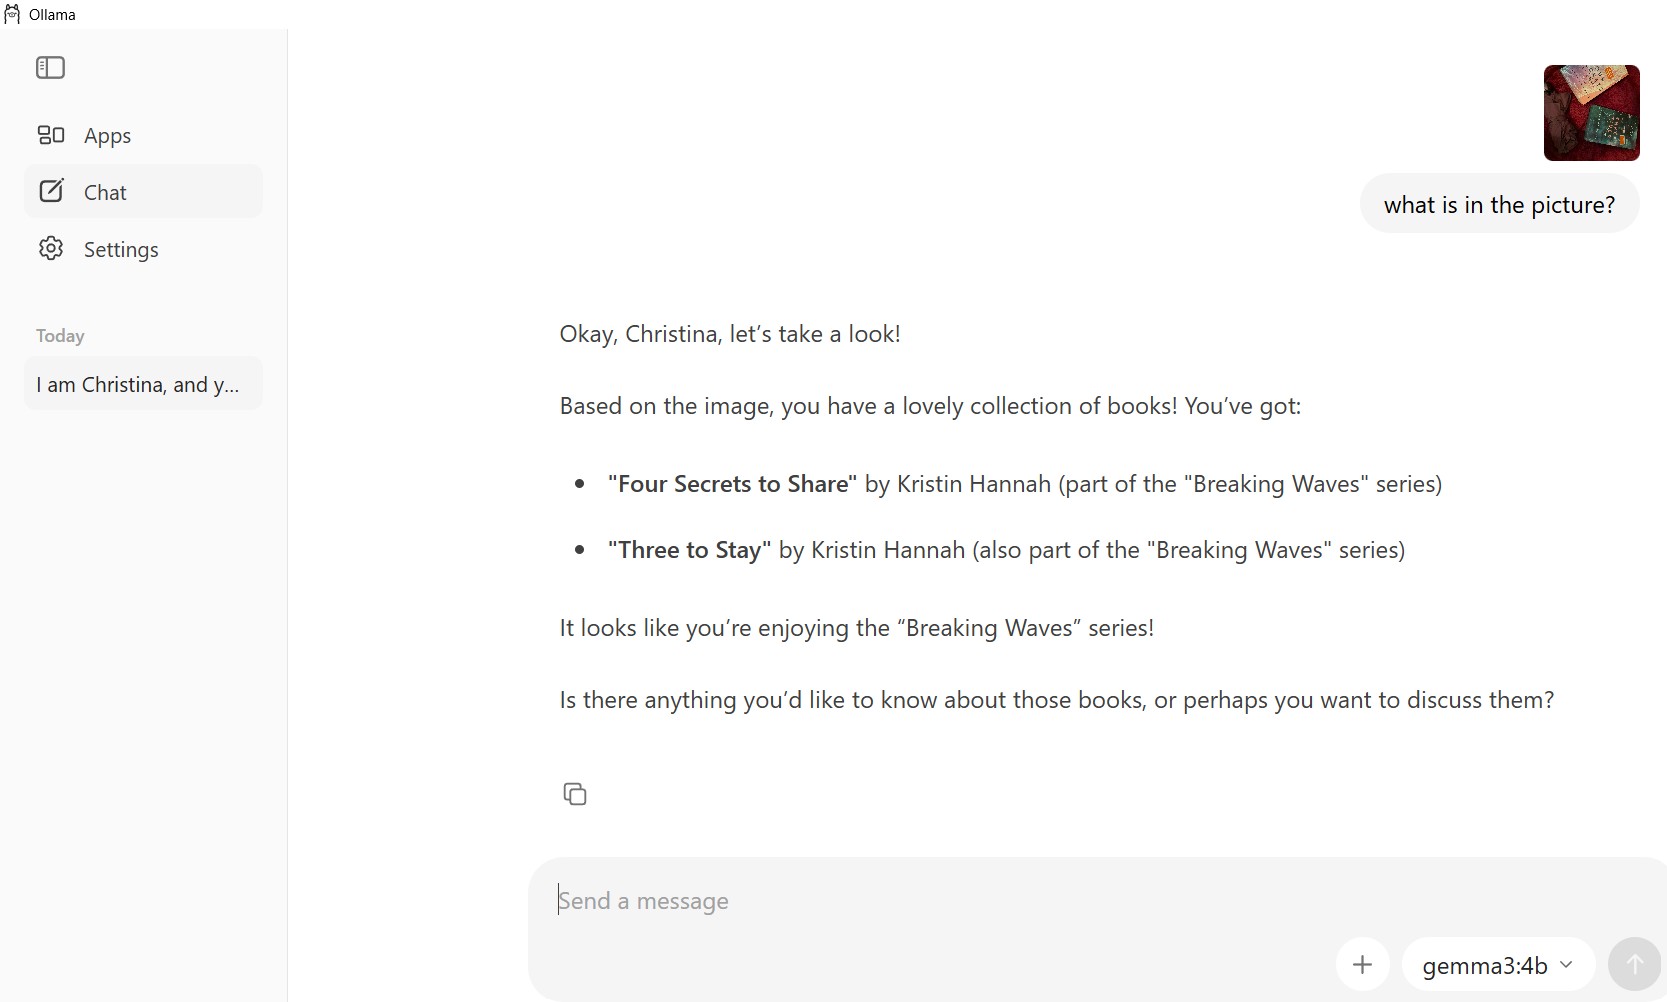 Ollama
Apps
Chat
Settings
Today
I am Christina, and y...
what is in the picture?
Okay, Christina, let’s take a look!
Based on the image, you have a lovely collection of books! You’ve got:
• "Four Secrets to Share" by Kristin Hannah (part of the "Breaking Waves" series)
• "Three to Stay" by Kristin Hannah (also part of the "Breaking Waves" series)
It looks like you’re enjoying the “Breaking Waves” series!
Is there anything you’d like to know about those books, or perhaps you want to discuss them?
Send a message
gemma3:4b